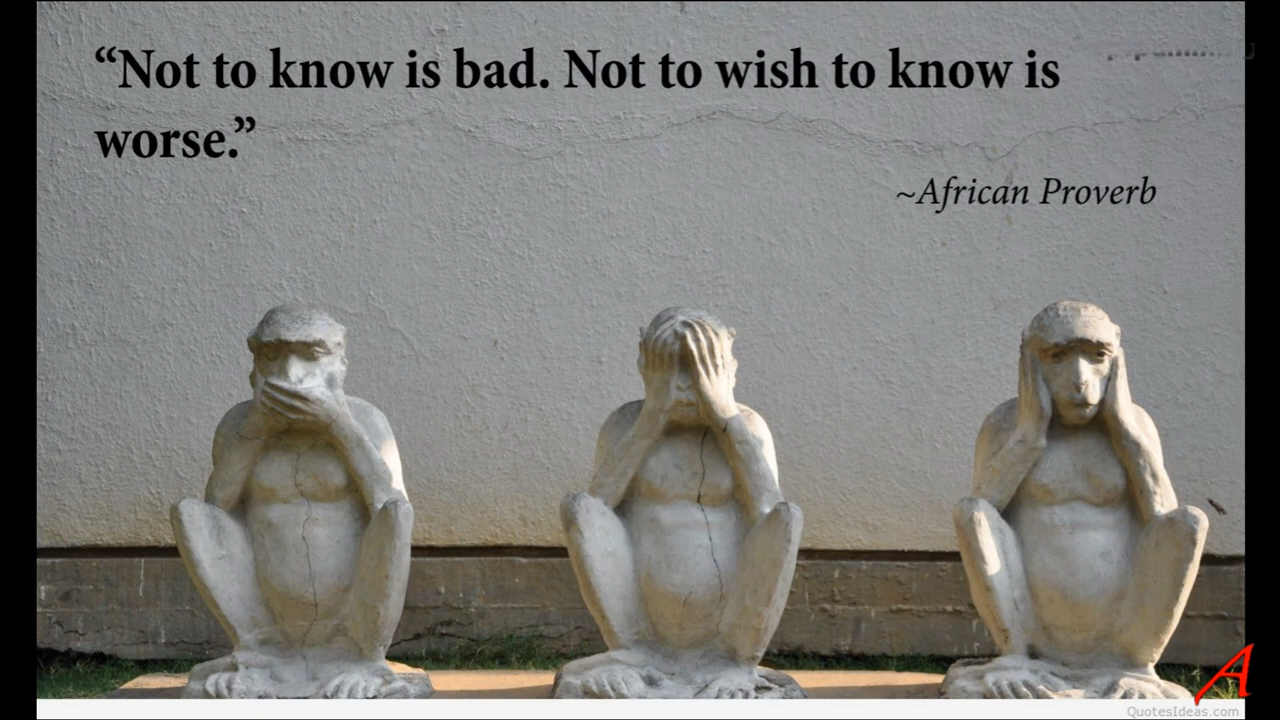 “Not to know is bad. Not to wish to know is
worse.”
~African Proverb
A
QuotesIdeas.com